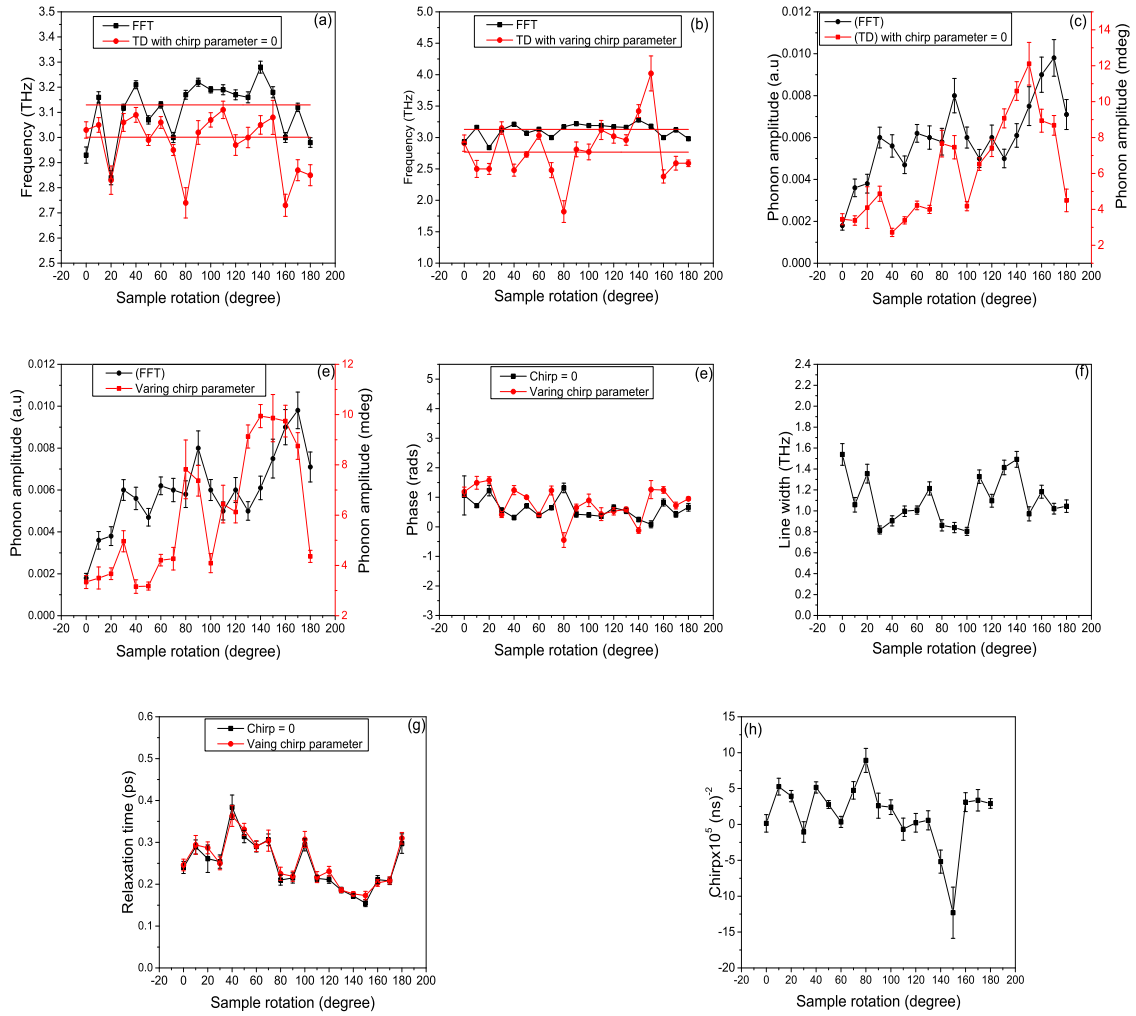 (a)
FFT
TD with chirp parameter = 0
Frequency (THz)
3.5
3.4
3.3
3.2
3.1
3.0
2.9
2.8
2.7
2.6
2.5
-20 0 20 40 60 80 100 120 140 160 180 200
Sample rotation (degree)
(b)
FFT
TD with varying chirp parameter
Frequency (THz)
5.0
4.5
4.0
3.5
3.0
2.5
2.0
1.5
1.0
-20 0 20 40 60 80 100 120 140 160 180 200
Sample rotation (degree)
(c)
(FFT)
(TD) with chirp parameter = 0
Phonon amplitude (a.u)
0.012
0.010
0.008
0.006
0.004
0.002
0.000
14
12
10
8
6
4
2
Phonon amplitude (mdeg)
-20 0 20 40 60 80 100 120 140 160 180 200
Sample rotation (degree)
(e)
(FFT)
Varing chirp parameter
Phonon amplitude (a.u)
0.012
0.010
0.008
0.006
0.004
0.002
0.000
12
10
8
6
4
2
Phonon amplitude (mdeg)
-20 0 20 40 60 80 100 120 140 160 180 200
Sample rotation (degree)
(e)
Chirp = 0
Varing chirp parameter
Phase (rads)
5
4
3
2
1
0
-1
-2
-3
-20 0 20 40 60 80 100 120 140 160 180 200
Sample rotation (degree)
(f)
Line width (THz)
2.4
2.2
2.0
1.8
1.6
1.4
1.2
1.0
0.8
0.6
0.4
0.2
0.0
-20 0 20 40 60 80 100 120 140 160 180 200
Sample rotation (degree)
(g)
Chirp = 0
Vaing chirp parameter
Relaxation time (ps)
0.6
0.5
0.4
0.3
0.2
0.1
0.0
-20 0 20 40 60 80 100 120 140 160 180 200
Sample rotation (degree)
(h)
Chirpx10⁵ (ns)⁻²
15
10
5
0
-5
-10
-15
-20
-20 0 20 40 60 80 100 120 140 160 180 200
Sample rotation (degree)